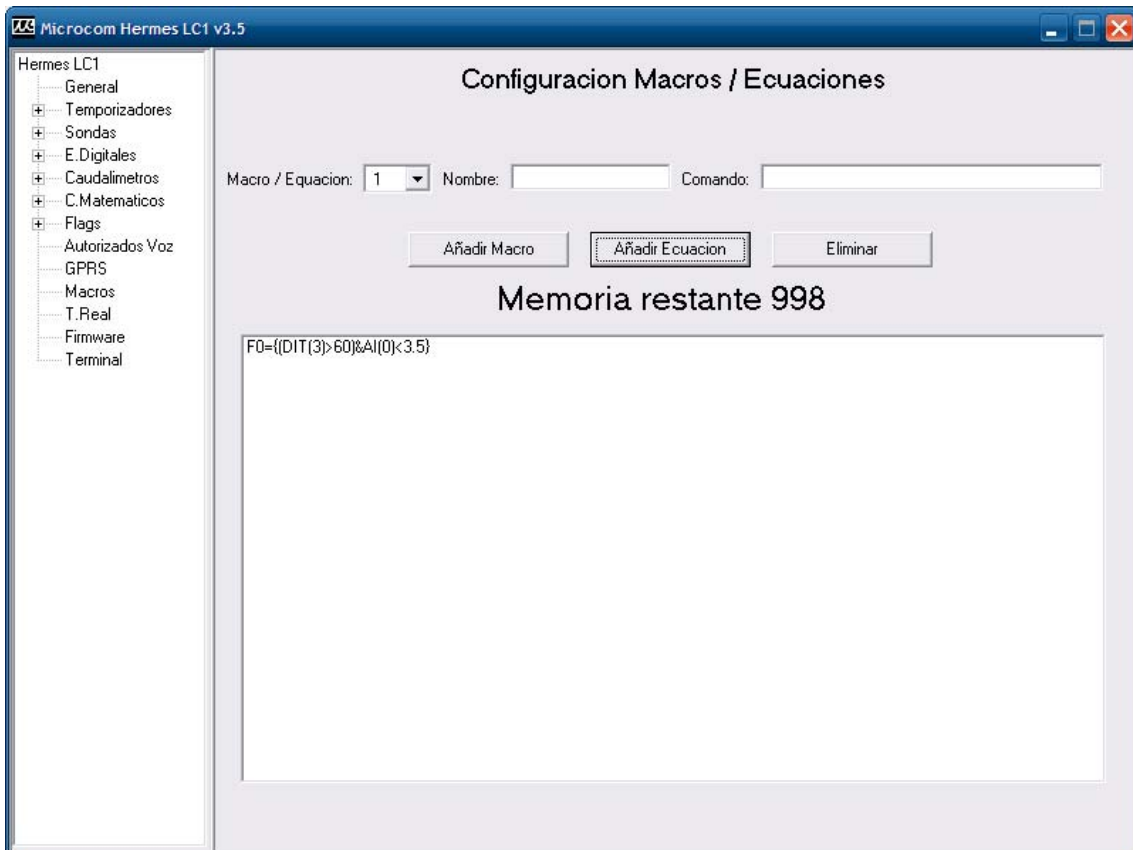 Microcom Hermes LC1 v3.5
Hermes LC1
General
Temporizadores
Sondas
E.Digitales
Caudalimetros
C.Matematicos
Flags
Autorizados Voz
GPRS
Macros
T.Real
Firmware
Terminal
Configuracion Macros / Ecuaciones
Macro / Equacion: 1 Nombre: Comando:
Añadir Macro Añadir Ecuacion Eliminar
Memoria restante 998
F0={(DIT(3)>60)&AI(0)<3.5}